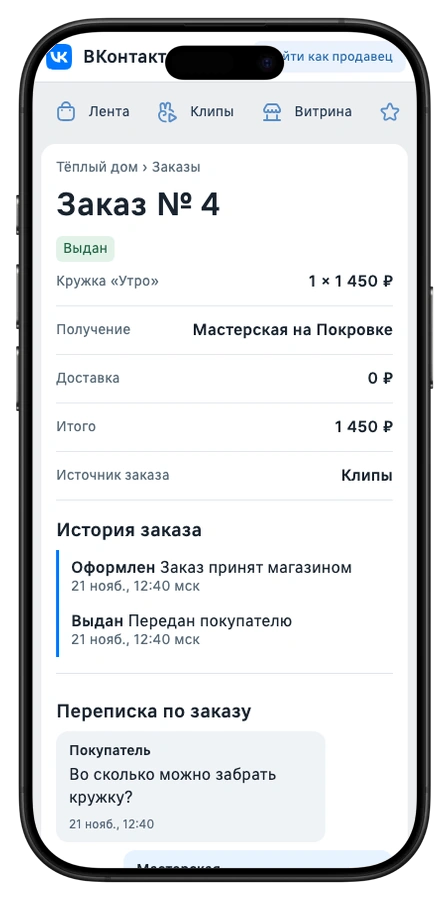 ВКонтакт
йти как продавец
Лента Клипы Витрина
Тёплый дом › Заказы
Заказ № 4
Выдан
Кружка «Утро» 1 × 1 450 ₽
Получение Мастерская на Покровке
Доставка 0 ₽
Итого 1 450 ₽
Источник заказа Клипы
История заказа
Оформлен Заказ принят магазином
21 нояб., 12:40 мск
Выдан Передан покупателю
21 нояб., 12:40 мск
Переписка по заказу
Покупатель
Во сколько можно забрать
кружку?
21 нояб., 12:40
Мастерская